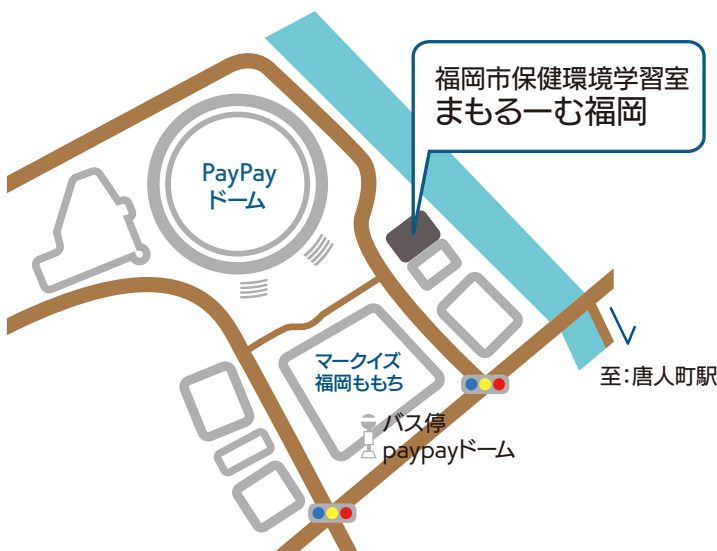 福岡市保健環境学習室
まもるーむ福岡
PayPay
ドーム
マークイズ
福岡ももち
至:唐人町駅
バス停
paypayドーム